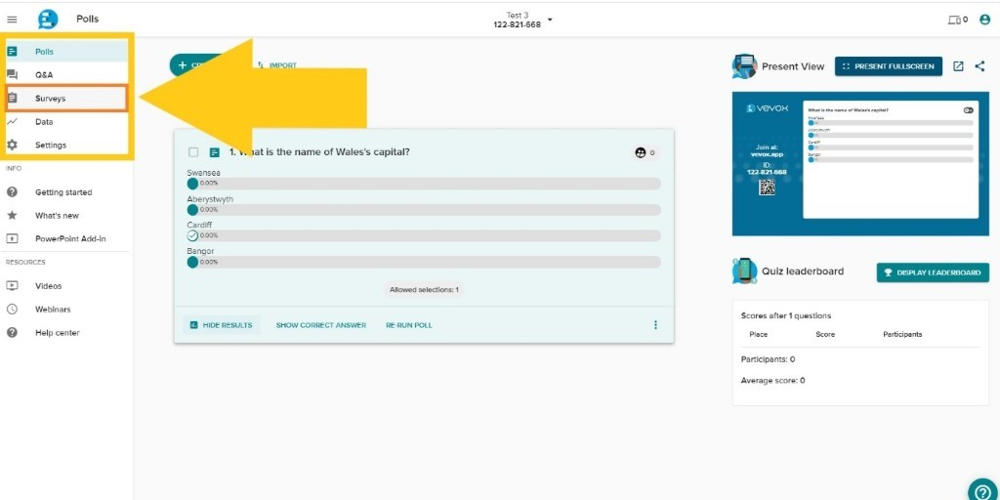 Polls
Test 3
122-821-668
0
Polls
Q&A
Surveys
Data
Settings
INFO
Getting started
What's new
PowerPoint Add-in
RESOURCES
Videos
Webinars
Help center
IMPORT
1. What is the name of Wales's capital?
0
Swansea
0.00%
Aberystwyth
0.00%
Cardiff
0.00%
Bangor
0.00%
Allowed selections: 1
HIDE RESULTS
SHOW CORRECT ANSWER
RE-RUN POLL
Present View
PRESENT FULLSCREEN
vevox
Join at:
vevox.app
ID:
122-821-668
What is the name of Wales's capital?
Swansea
Aberystwyth
Cardiff
Bangor
Quiz leaderboard
DISPLAY LEADERBOARD
Scores after 1 questions
Place
Score
Participants
Participants: 0
Average score: 0